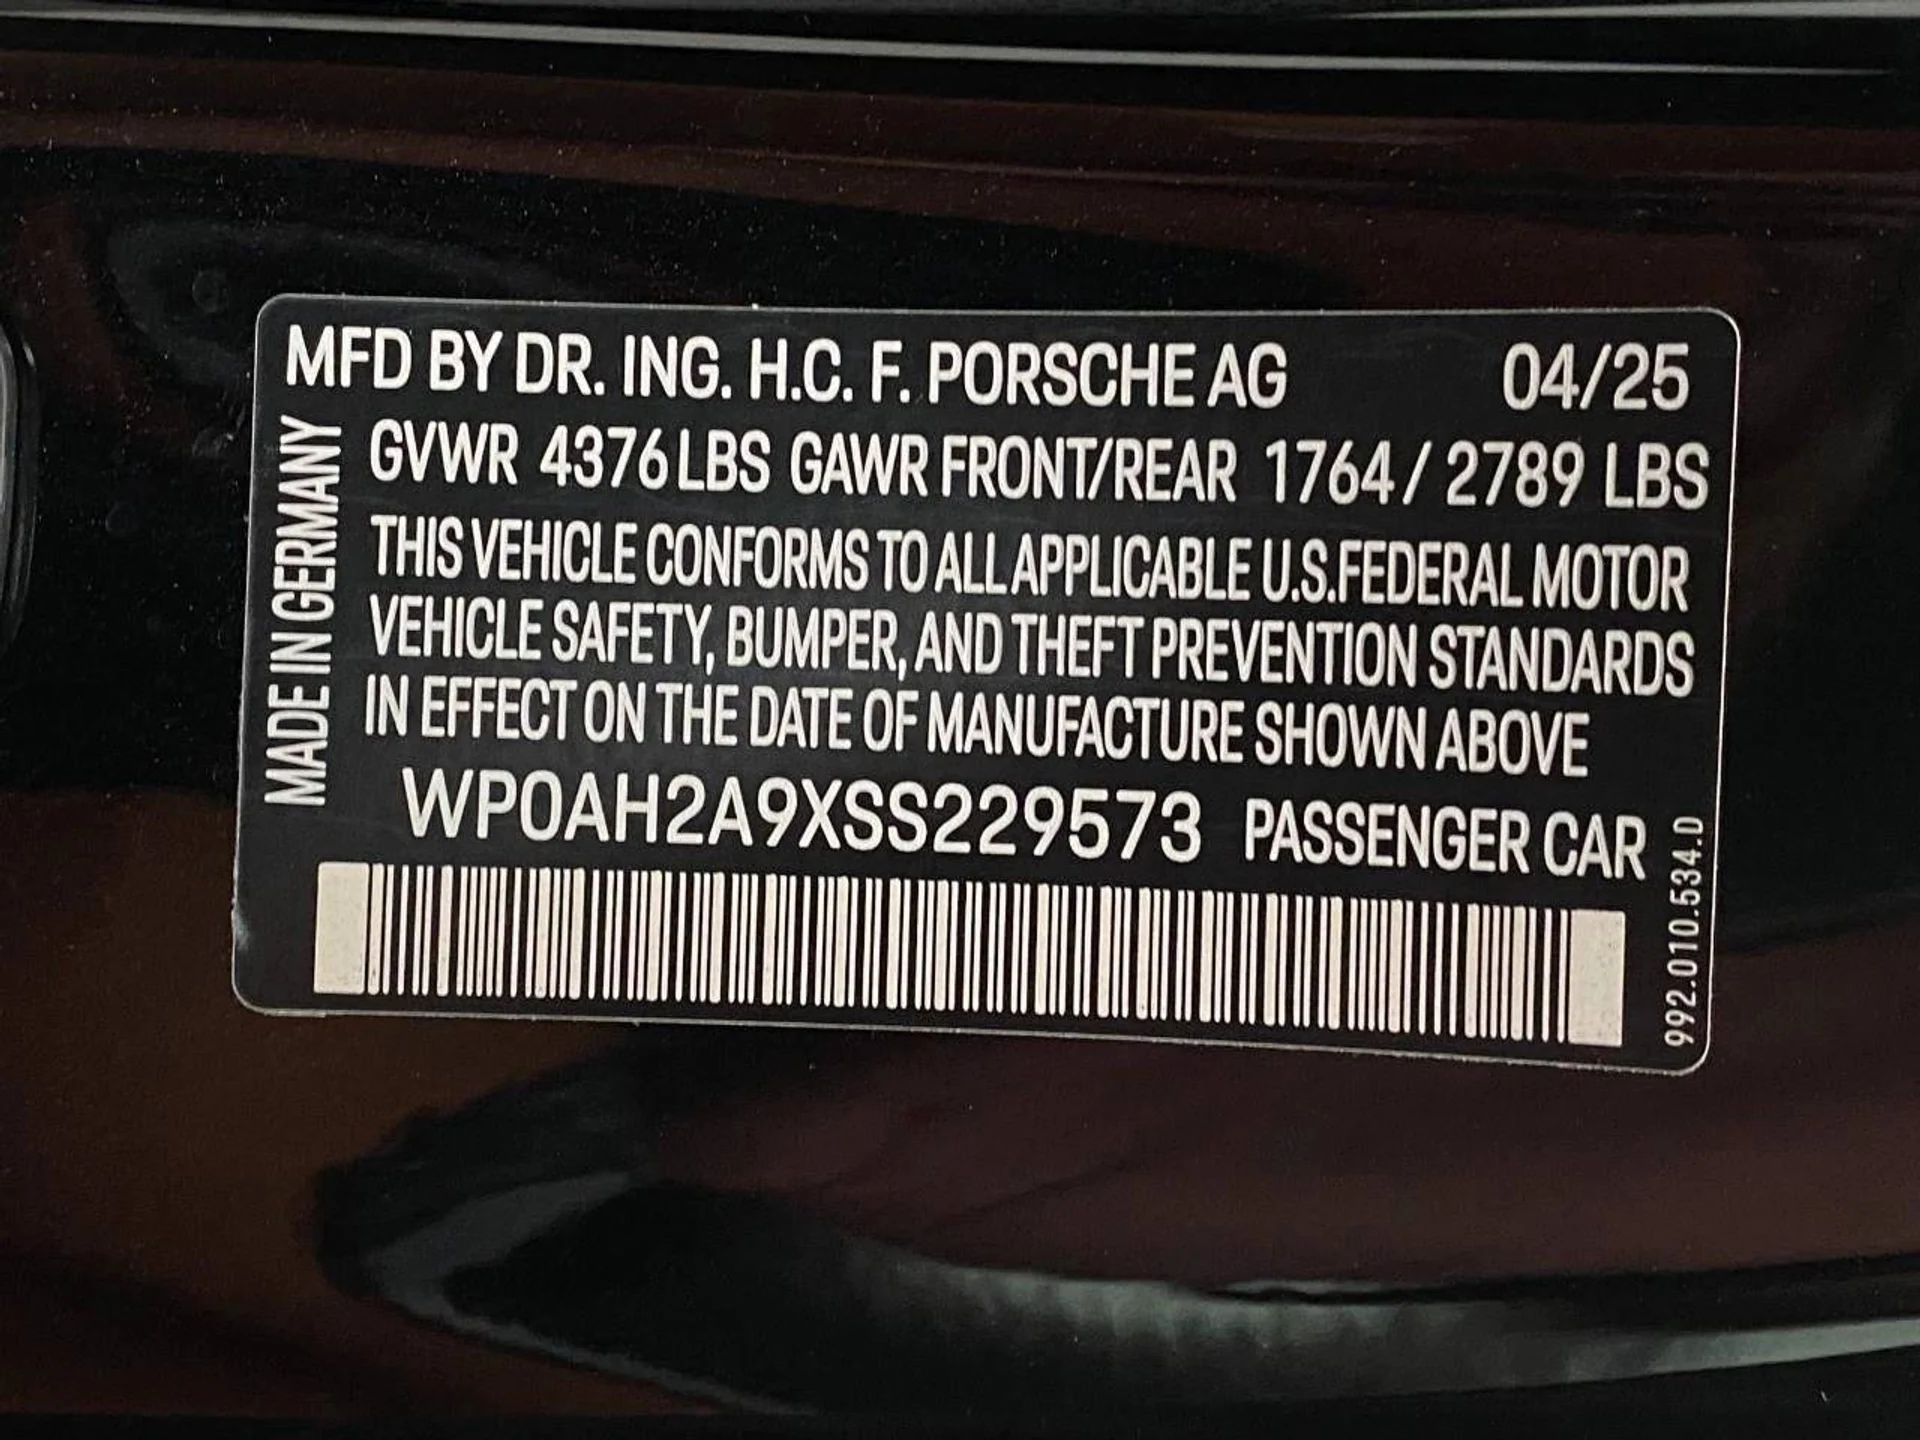 MFD BY DR. ING. H.C. F. PORSCHE AG 04/25
GVWR 4376 LBS GAWR FRONT/REAR 1764 / 2789 LBS
THIS VEHICLE CONFORMS TO ALL APPLICABLE U.S.FEDERAL MOTOR
VEHICLE SAFETY, BUMPER, AND THEFT PREVENTION STANDARDS
IN EFFECT ON THE DATE OF MANUFACTURE SHOWN ABOVE
WP0AH2A9XSS229573 PASSENGER CAR
MADE IN GERMANY
992.010.534.D